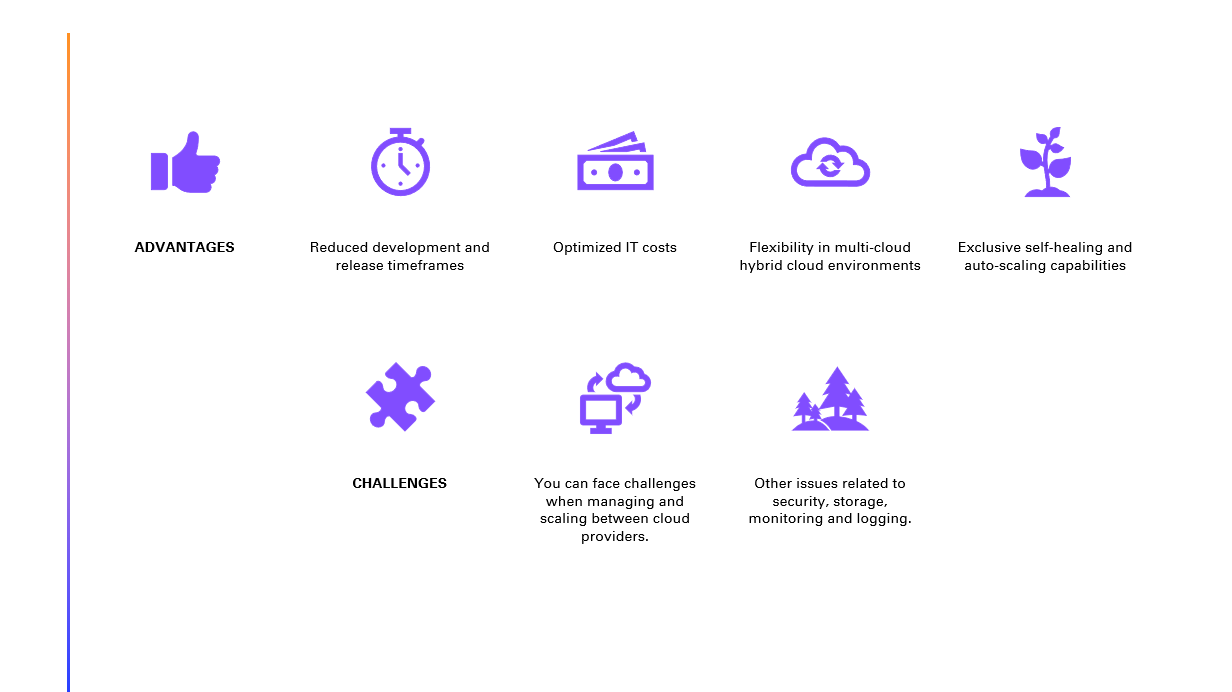 ADVANTAGES
Reduced development and
release timeframes
Optimized IT costs
Flexibility in multi-cloud
hybrid cloud environments
Exclusive self-healing and
auto-scaling capabilities
CHALLENGES
You can face challenges
when managing and
scaling between cloud
providers.
Other issues related to
security, storage,
monitoring and logging.